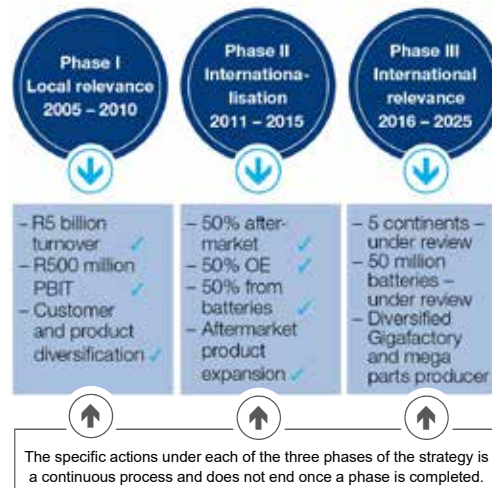 Phase I
Local relevance
2005 – 2010
Phase II
Internationa-
lisation
2011 – 2015
Phase III
International
relevance
2016 – 2025
– R5 billion
turnover ✓
– R500 million
PBIT ✓
– Customer
and product
diversification ✓
– 50% after-
market ✓
– 50% OE ✓
– 50% from
batteries ✓
– Aftermarket
product
expansion ✓
– 5 continents –
under review
– 50 million
batteries –
under review
– Diversified
Gigafactory
and mega
parts producer
The specific actions under each of the three phases of the strategy is
a continuous process and does not end once a phase is completed.